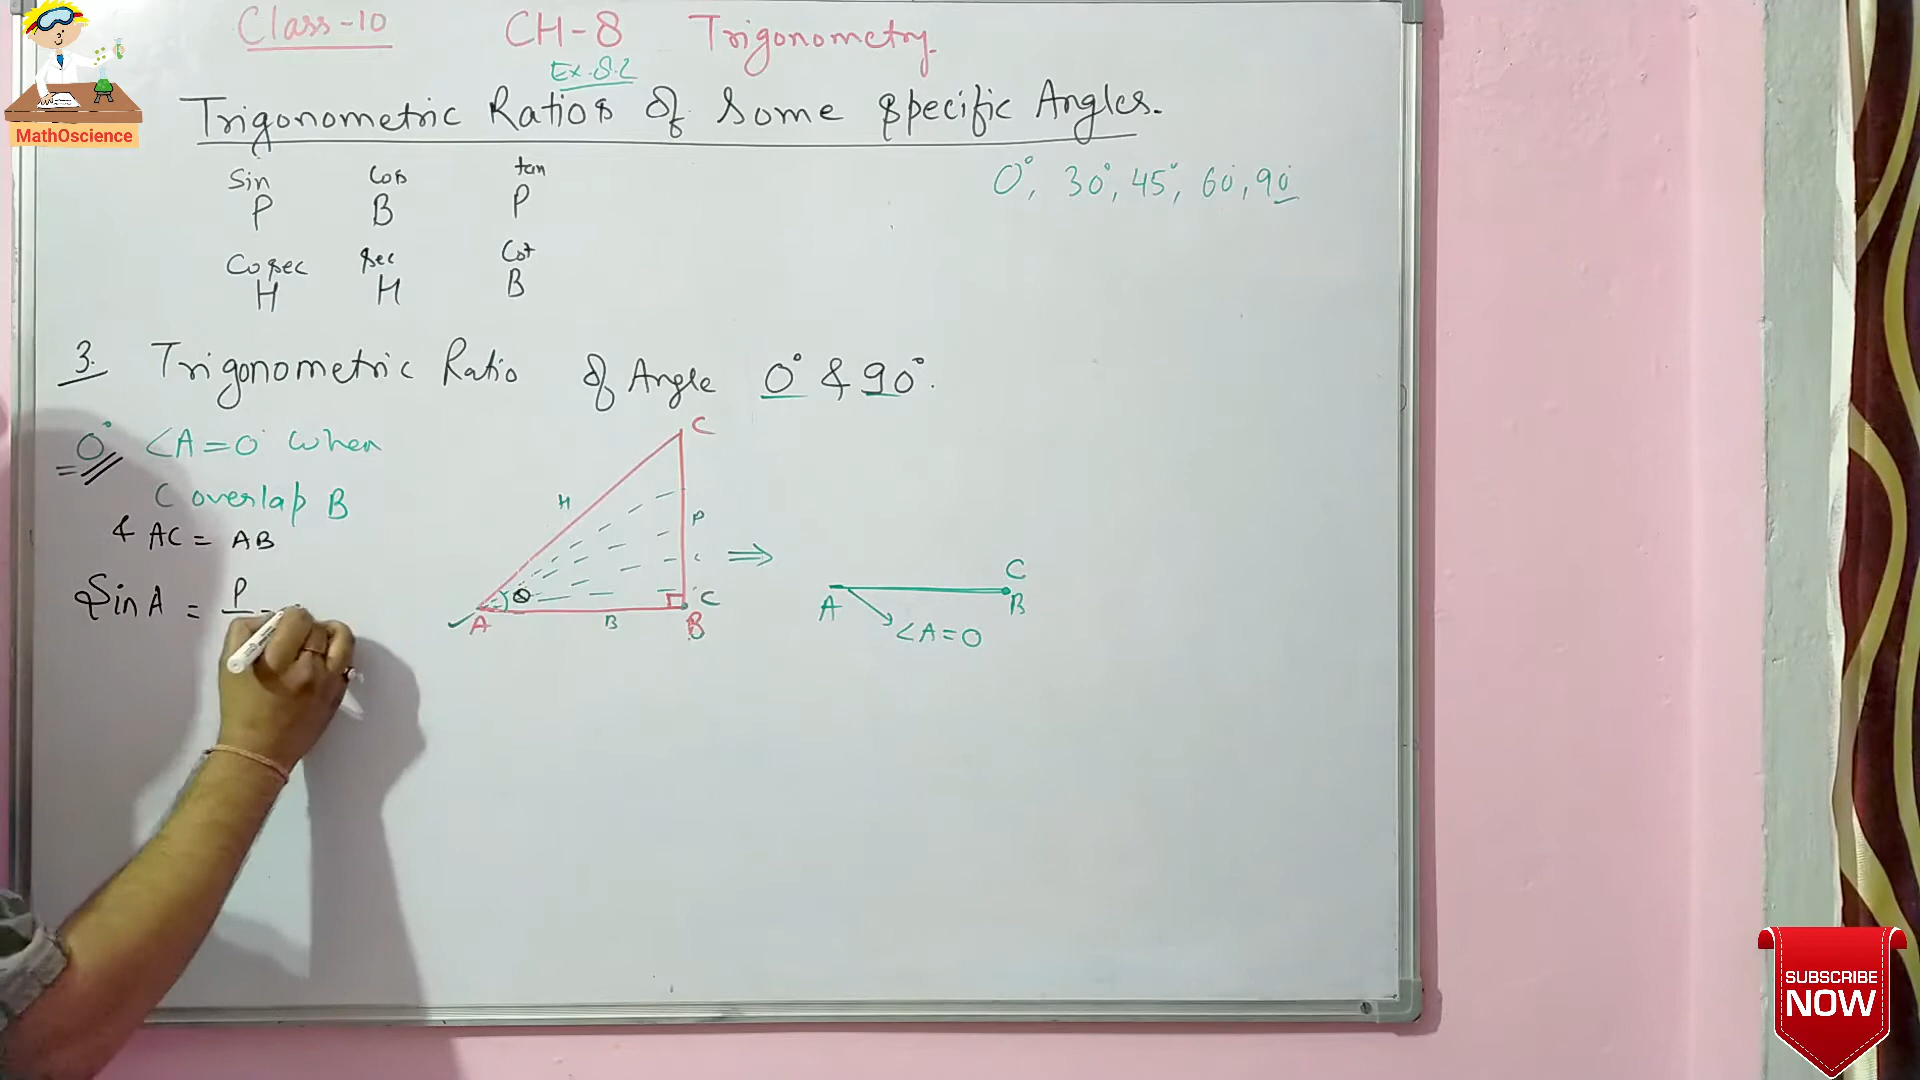 Class-10 CH-8 Trigonometry.
Ex.8.2
Trigonometric Ratios of Some Specific Angles.
Sin Cos tan
P B P
Cosec Sec Cot
H H B
0°, 30°, 45°, 60°, 90°
3. Trigonometric Ratio of Angle 0° & 90°.
0° ∠A=0° when
C overlap B
& AC = AB
Sin A = P
C
H
P
C
A B B
C
A B
∠A=0
MathOscience
SUBSCRIBE
NOW